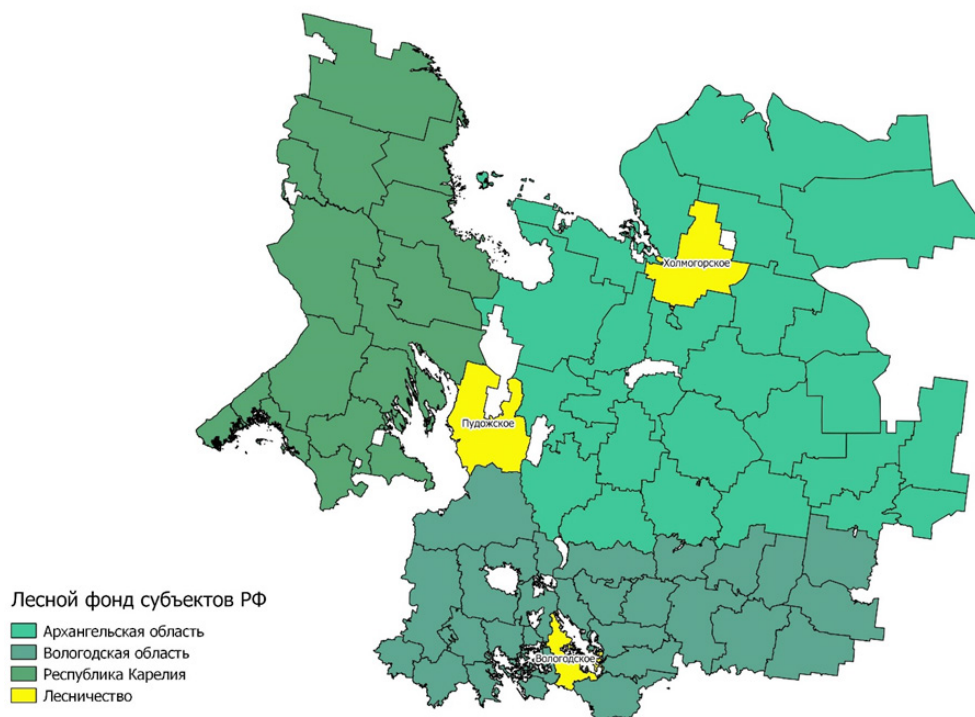 Холмогорское
Пудожское
Вологодское
Лесной фонд субъектов РФ
Архангельская область
Вологодская область
Республика Карелия
Лесничество